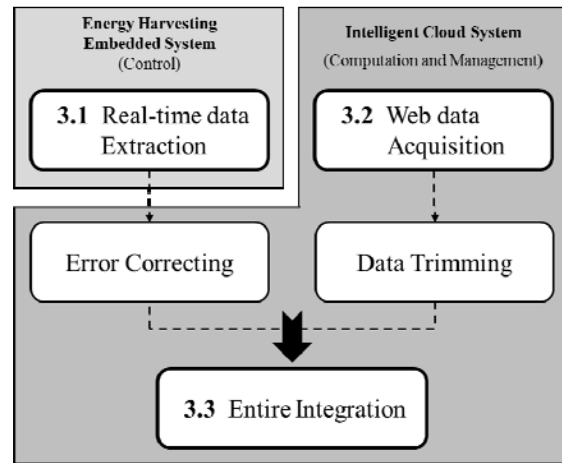 Energy Harvesting
Embedded System
(Control)
3.1 Real-time data
Extraction
Intelligent Cloud System
(Computation and Management)
3.2 Web data
Acquisition
Error Correcting
Data Trimming
3.3 Entire Integration